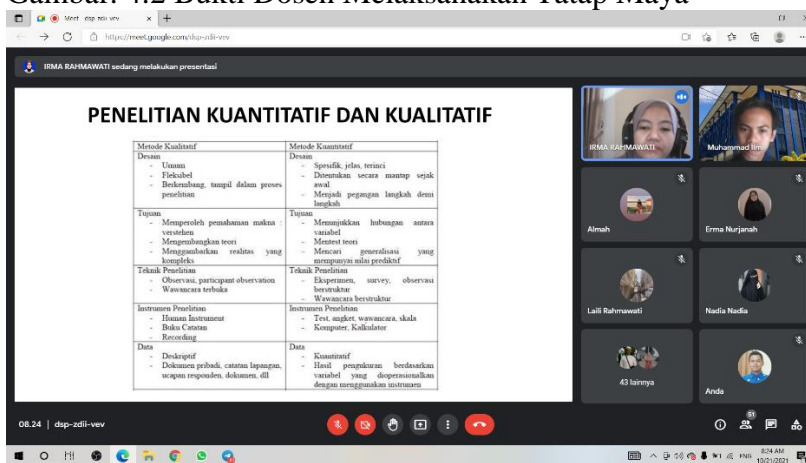 Gambar. 4.2 Bukti Dosen Melaksanakan Tatap Maya
Meet
https://meet.google.com/dsp-zdii-vev
IRMA RAHMAWATI sedang melakukan presentasi
PENELITIAN KUANTITATIF DAN KUALITATIF
Metode Kualitatif
Desain
- Umum
- Fleksibel
- Berkembang, tampil dalam proses
penelitian
Metode Kuantitatif
Desain
- Spesifik, jelas, terinci
- Ditentukan secara mantap sejak
awal
- Menjadi pegangan langkah demi
langkah
Tujuan
- Memperoleh pemahaman makna :
verstehen
- Mengembangkan teori
- Menggambarkan realitas yang
kompleks
Tujuan
- Menunjukkan hubungan antara
variabel
- Mentest teori
- Mencari generalisasi yang
mempunyai nilai prediktif
Teknik Penelitian
- Observasi, participant observation
- Wawancara terbuka
Teknik Penelitian
- Eksperimen, survey, observasi
berstruktur
- Wawancara berstruktur
Instrumen Penelitian
- Human Instrument
- Buku Catatan
- Recording
Instrumen Penelitian
- Test, angket, wawancara, skala
- Komputer, Kalkulator
Data
- Deskriptif
- Dokumen pribadi, catatan lapangan,
ucapan responden, dokumen, dll
Data
- Kuantitatif
- Hasil pengukuran berdasarkan
variabel yang dioperasionalkan
dengan menggunakan instrumen
IRMA RAHMAWATI
Muhammad
Almah
Erma Nurjanah
Laili Rahmawati
Nadia Nadia
43 lainnya
Anda
08.24 | dsp-zdii-vev
51
8:24 AM
10/21/2021